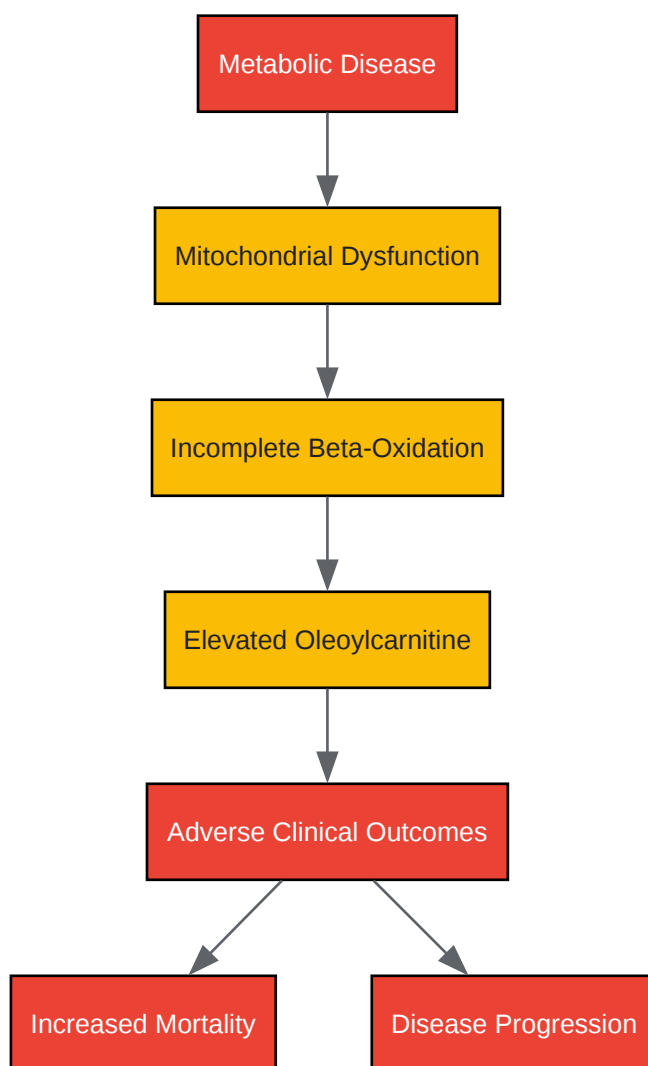 Metabolic Disease
Mitochondrial Dysfunction
Incomplete Beta-Oxidation
Elevated Oleoylcarnitine
Adverse Clinical Outcomes
Increased Mortality
Disease Progression